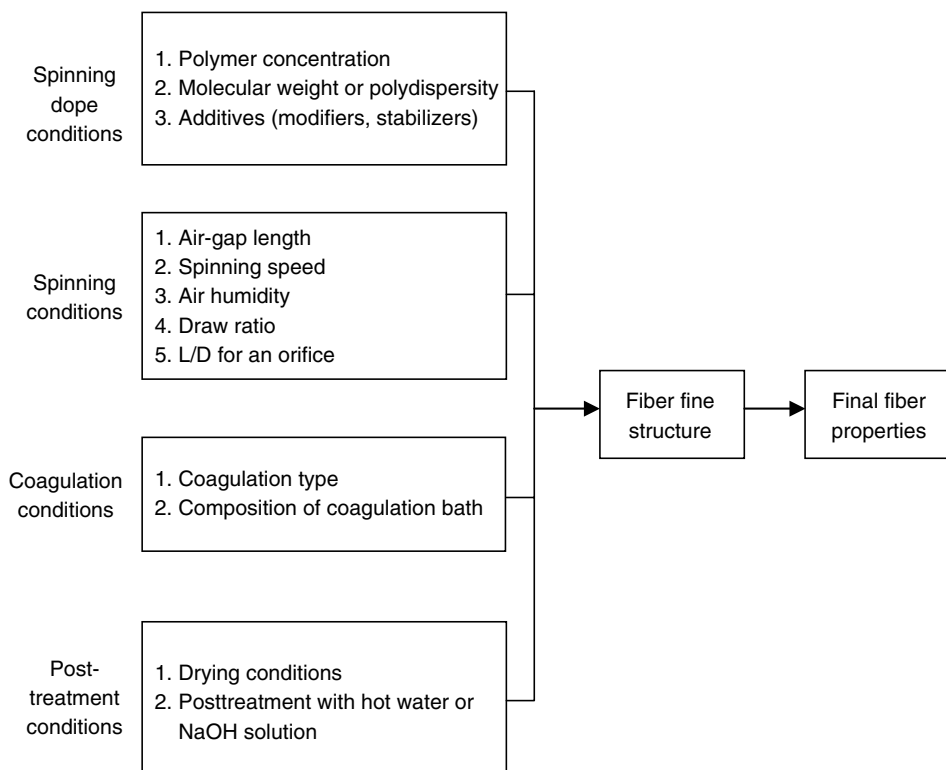 Spinning
dope
conditions
1. Polymer concentration
2. Molecular weight or polydispersity
3. Additives (modifiers, stabilizers)
Spinning
conditions
1. Air-gap length
2. Spinning speed
3. Air humidity
4. Draw ratio
5. L/D for an orifice
Coagulation
conditions
1. Coagulation type
2. Composition of coagulation bath
Post-
treatment
conditions
1. Drying conditions
2. Posttreatment with hot water or
NaOH solution
Fiber fine
structure
Final fiber
properties